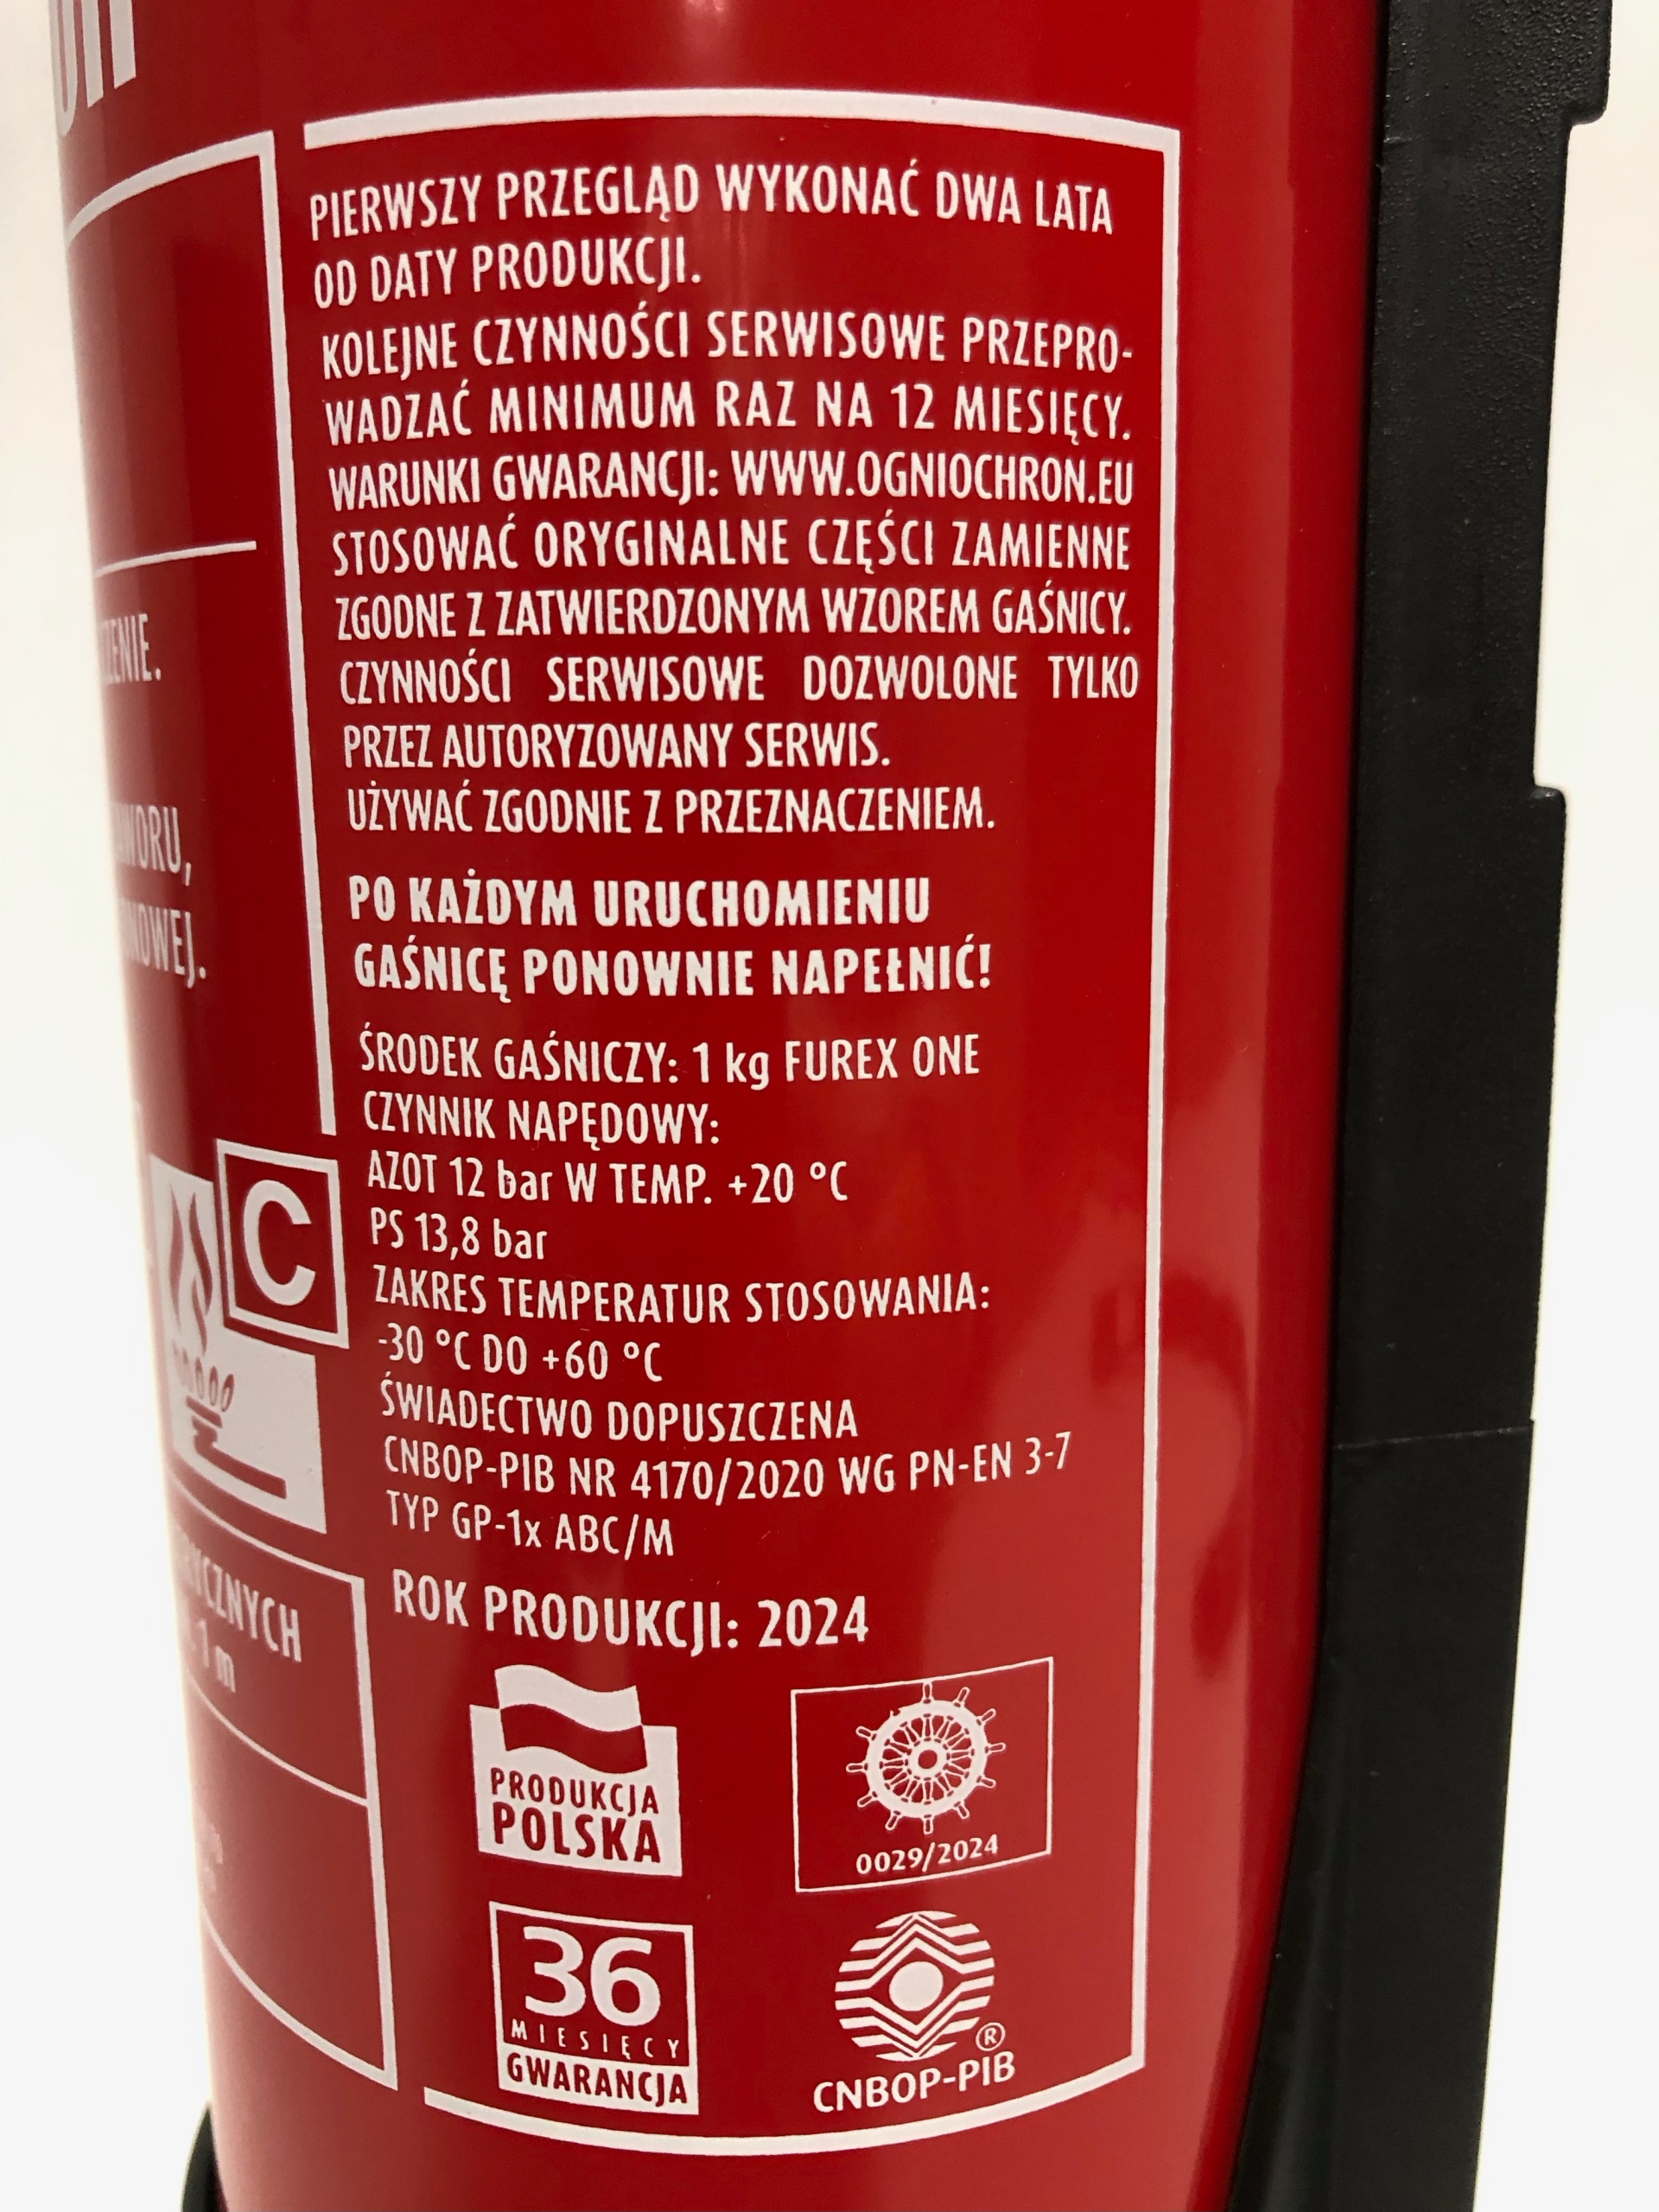 PIERWSZY PRZEGLĄD WYKONAĆ DWA LATA
OD DATY PRODUKCJI.
KOLEJNE CZYNNOŚCI SERWISOWE PRZEPRO-
WADZAĆ MINIMUM RAZ NA 12 MIESIĘCY.
WARUNKI GWARANCJI: WWW.OGNIOCHRON.EU
STOSOWAĆ ORYGINALNE CZĘŚCI ZAMIENNE
ZGODNE Z ZATWIERDZONYM WZOREM GAŚNICY.
CZYNNOŚCI SERWISOWE DOZWOLONE TYLKO
PRZEZ AUTORYZOWANY SERWIS.
UŻYWAĆ ZGODNIE Z PRZEZNACZENIEM.
PO KAŻDYM URUCHOMIENIU
GAŚNICĘ PONOWNIE NAPEŁNIĆ!
ŚRODEK GAŚNICZY: 1 kg FUREX ONE
CZYNNIK NAPĘDOWY:
AZOT 12 bar W TEMP. +20 °C
PS 13,8 bar
ZAKRES TEMPERATUR STOSOWANIA:
-30 °C DO +60 °C
ŚWIADECTWO DOPUSZCZENA
CNBOP-PIB NR 4170/2020 WG PN-EN 3-7
TYP GP-1x ABC/M
ROK PRODUKCJI: 2024
PRODUKCJA
POLSKA
0029/2024
36
MIESIĘCY
GWARANCJA
®
CNBOP-PIB
C
1 m